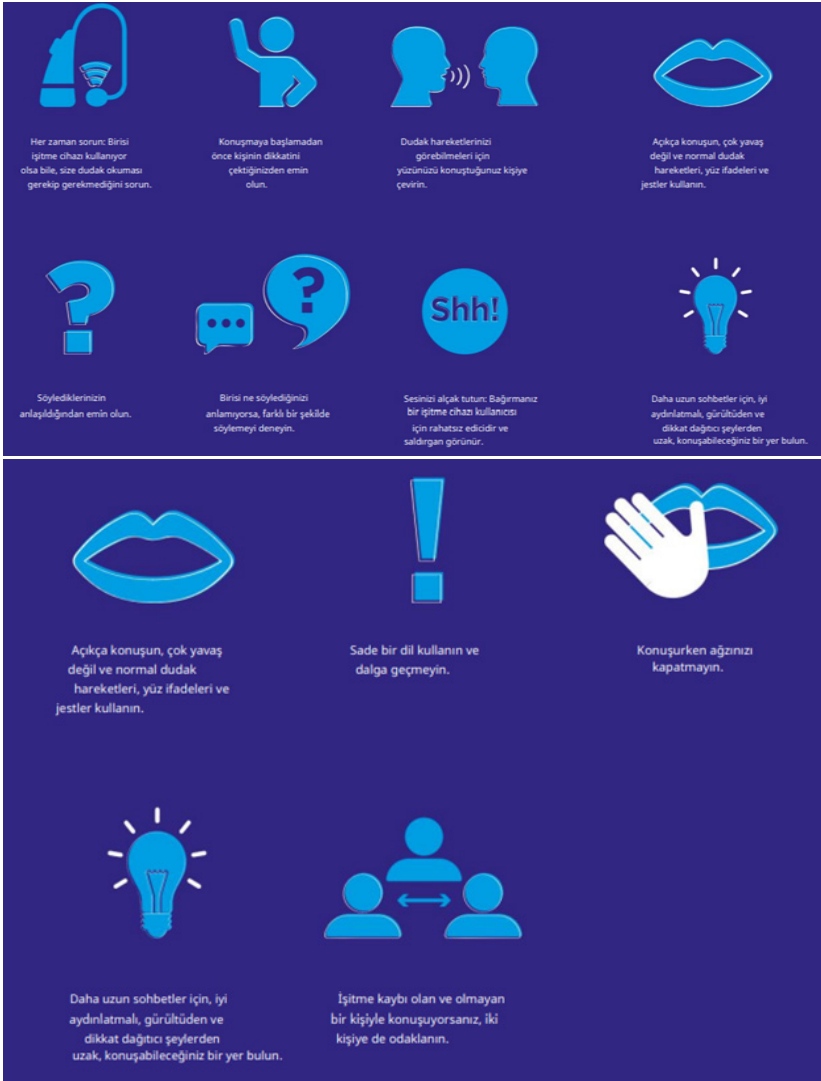 Her zaman sorun: Birisi
işitme cihazı kullanıyor
olsa bile, size dudak okuması
gerekip gerekmediğini sorun.
Konuşmaya başlamadan
önce kişinin dikkatini
çektiğinizden emin
olun.
Dudak hareketlerinizi
görebilmeleri için
yüzünüzü konuştuğunuz kişiye
çevirin.
Açıkça konuşun, çok yavaş
değil ve normal dudak
hareketleri, yüz ifadeleri ve
jestler kullanın.
?
Söylediklerinizin
anlaşıldığından emin olun.
?
Birisi ne söylediğinizi
anlamıyorsa, farklı bir şekilde
söylemeyi deneyin.
Shh!
Sesinizi alçak tutun: Bağırmanız
bir işitme cihazı kullanıcısı
için rahatsız edicidir ve
saldırgan görünür.
Daha uzun sohbetler için, iyi
aydınlatmalı, gürültüden ve
dikkat dağıtıcı şeylerden
uzak, konuşabileceğiniz bir yer bulun.
Açıkça konuşun, çok yavaş
değil ve normal dudak
hareketleri, yüz ifadeleri ve
jestler kullanın.
!
Sade bir dil kullanın ve
dalga geçmeyin.
Konuşurken ağzınızı
kapatmayın.
Daha uzun sohbetler için, iyi
aydınlatmalı, gürültüden ve
dikkat dağıtıcı şeylerden
uzak, konuşabileceğiniz bir yer bulun.
İşitme kaybı olan ve olmayan
bir kişiyle konuşuyorsanız, iki
kişiye de odaklanın.